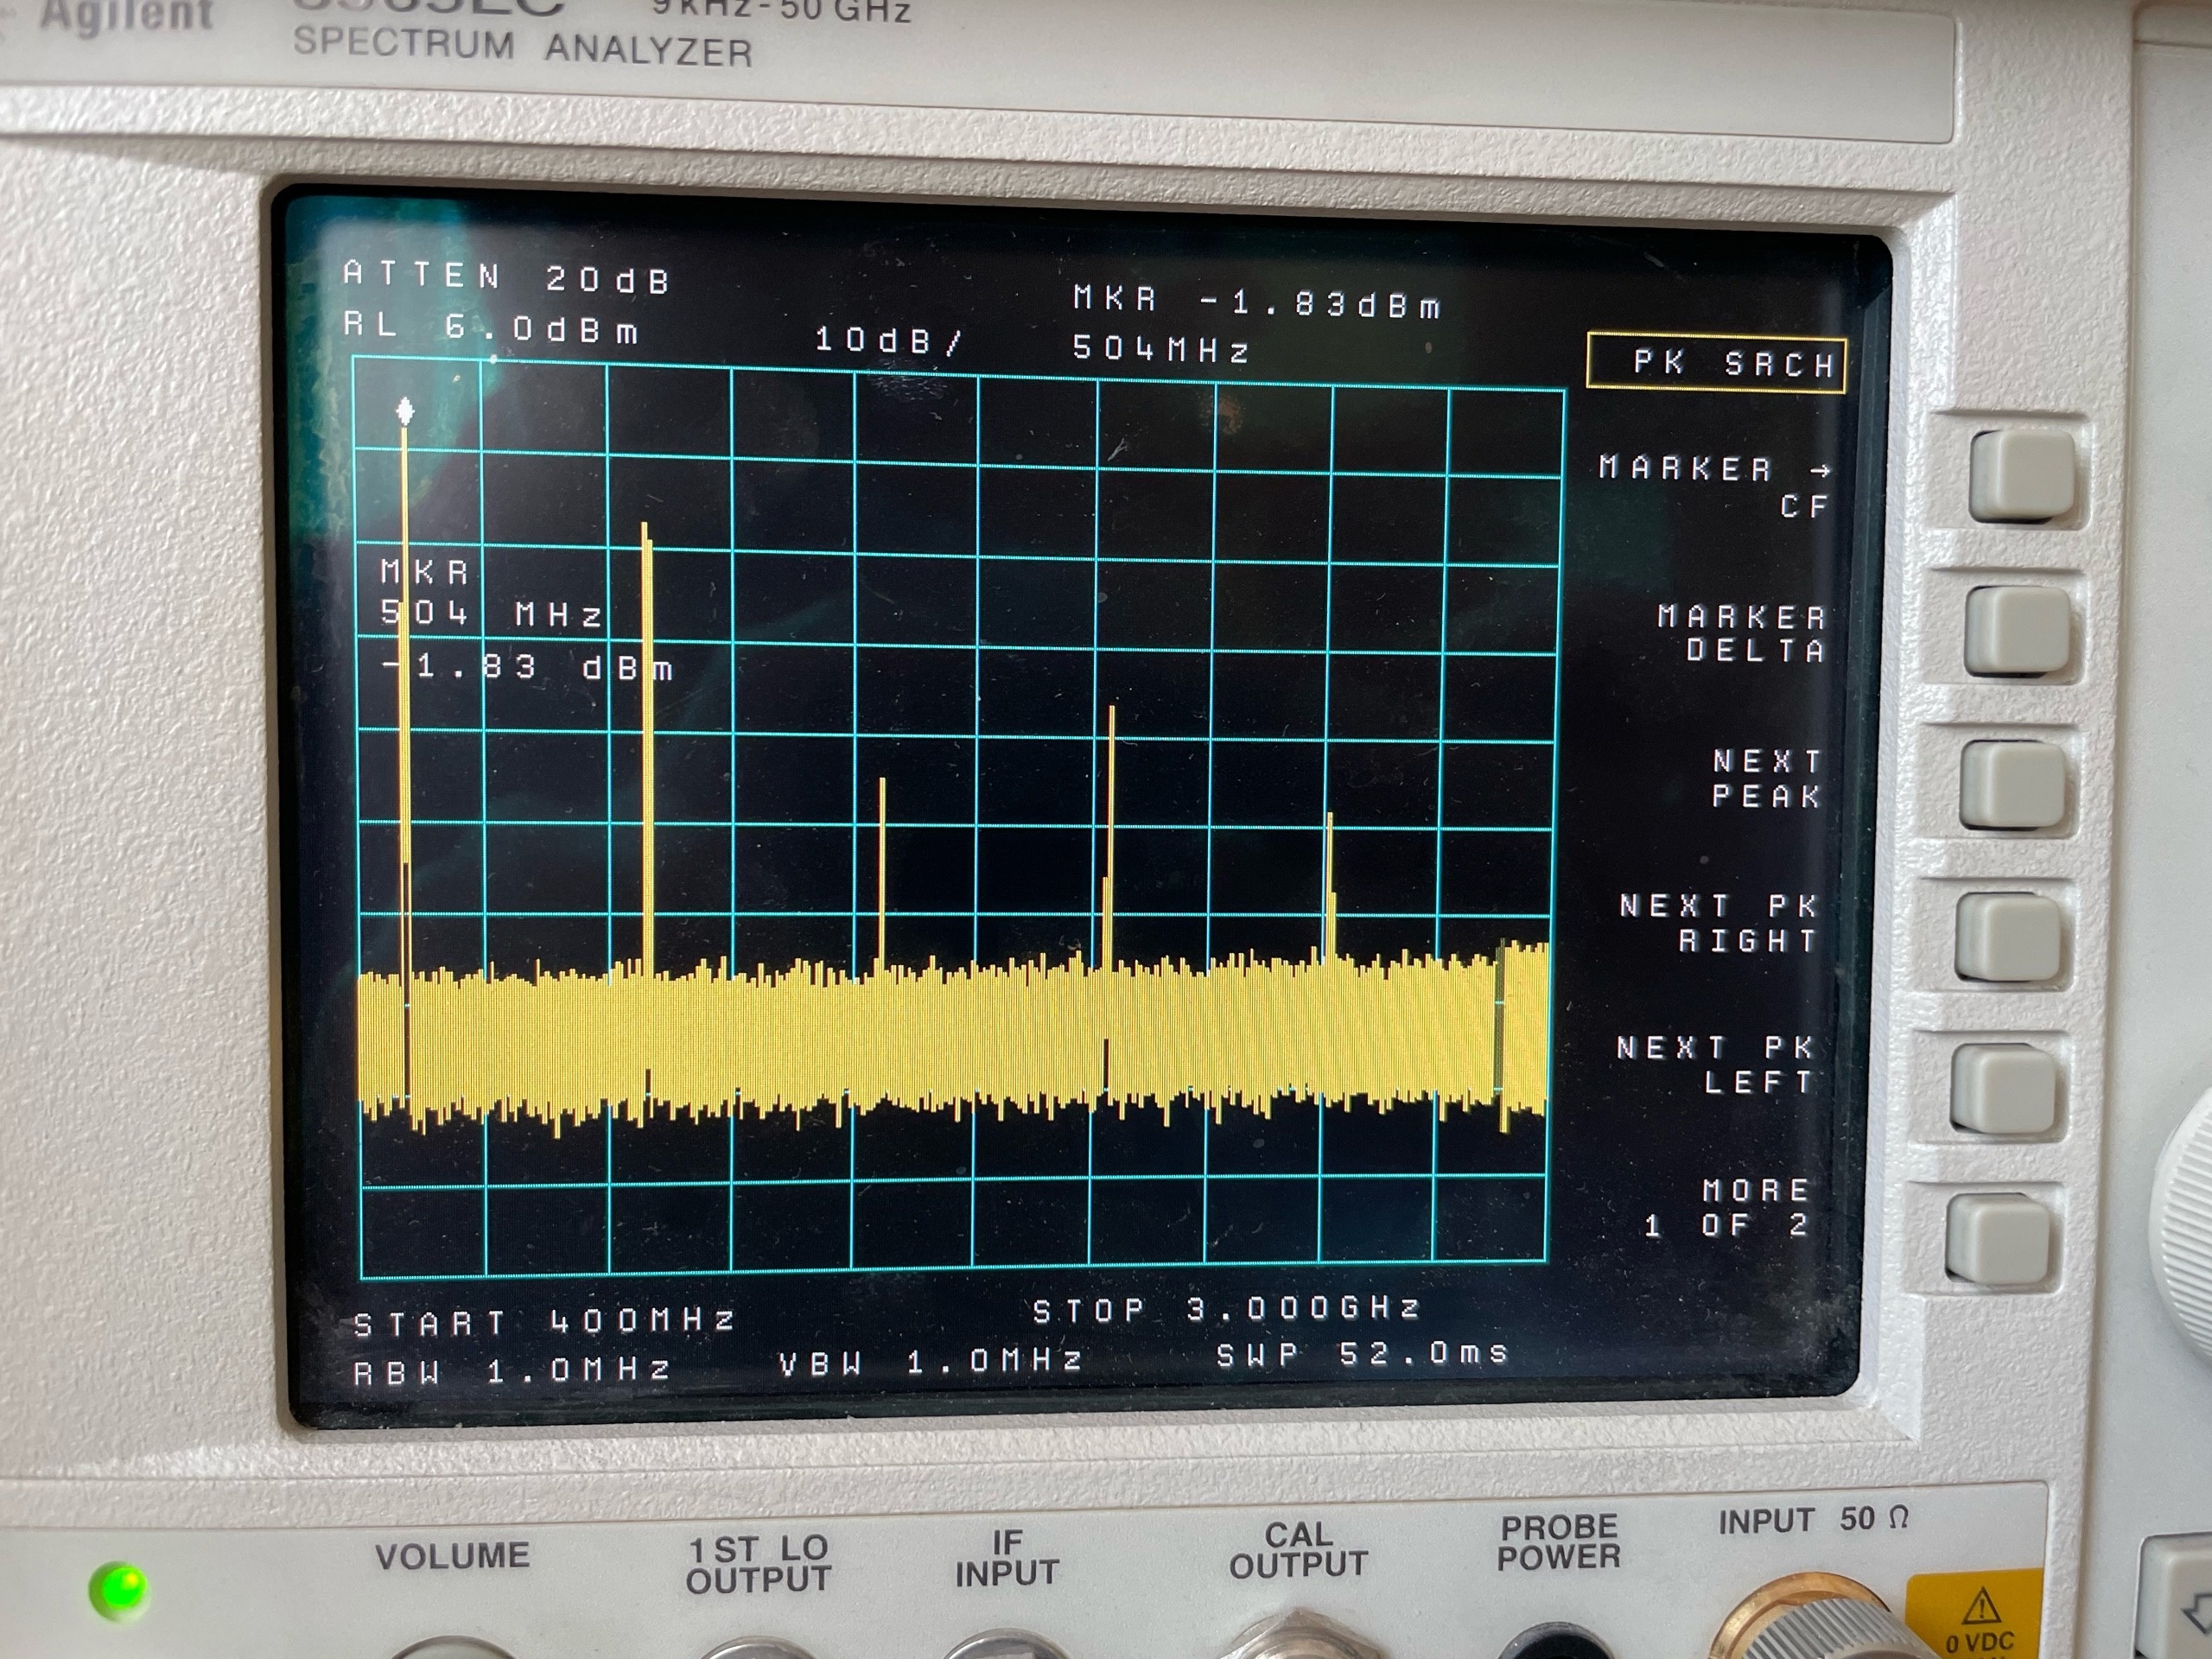 Agilent 8565EC 9 kHz - 50 GHz
SPECTRUM ANALYZER
ATTEN 20dB
RL 6.0dBm 10dB/
MKR -1.83dBm
504MHz
PK SRCH
MARKER →
CF
MKR
504 MHz
-1.83 dBm
MARKER
DELTA
NEXT
PEAK
NEXT PK
RIGHT
NEXT PK
LEFT
MORE
1 OF 2
START 400MHz STOP 3.000GHz
RBW 1.0MHz VBW 1.0MHz SWP 52.0ms
VOLUME
1ST LO
OUTPUT
IF
INPUT
CAL
OUTPUT
PROBE
POWER
INPUT 50 Ω
0 VDC